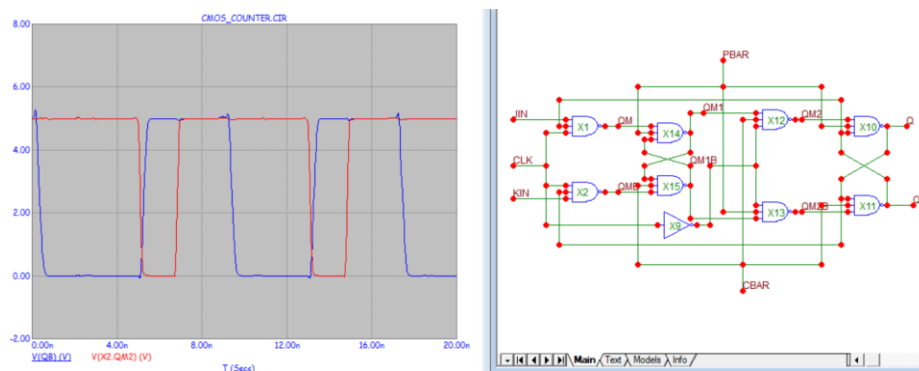 CMOS_COUNTER.CIR
8.00
6.00
4.00
2.00
0.00
-2.00
0.00n 4.00n 8.00n 12.00n 16.00n 20.00n
V(QB) (V) V(X2.QM2) (V)
T (Secs)
PBAR
JIN X1 QM X14 QM1 X12 QM2 X10 Q
CLK QM1B
KIN X2 QMB X15 X13 QM2B X11 Q
X9
CBAR
Main Text Models Info